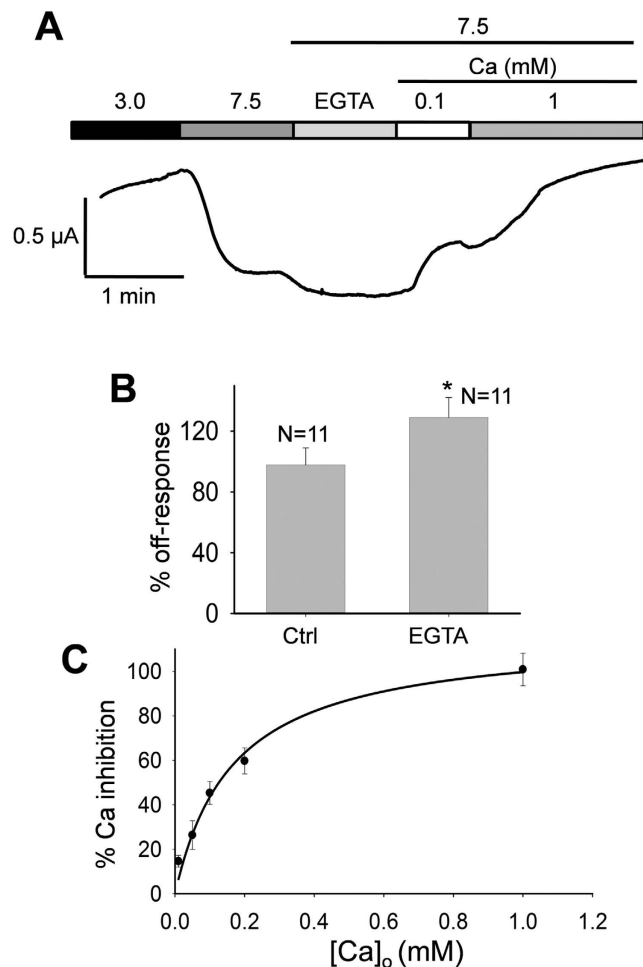 A
7.5
Ca (mM)
3.0 7.5 EGTA 0.1 1
0.5 µA
1 min
B
% off-response
120
80
40
0
N=11
* N=11
Ctrl EGTA
C
% Ca inhibition
100
80
60
40
20
0
0.0 0.2 0.4 0.6 0.8 1.0 1.2
[Ca]o (mM)